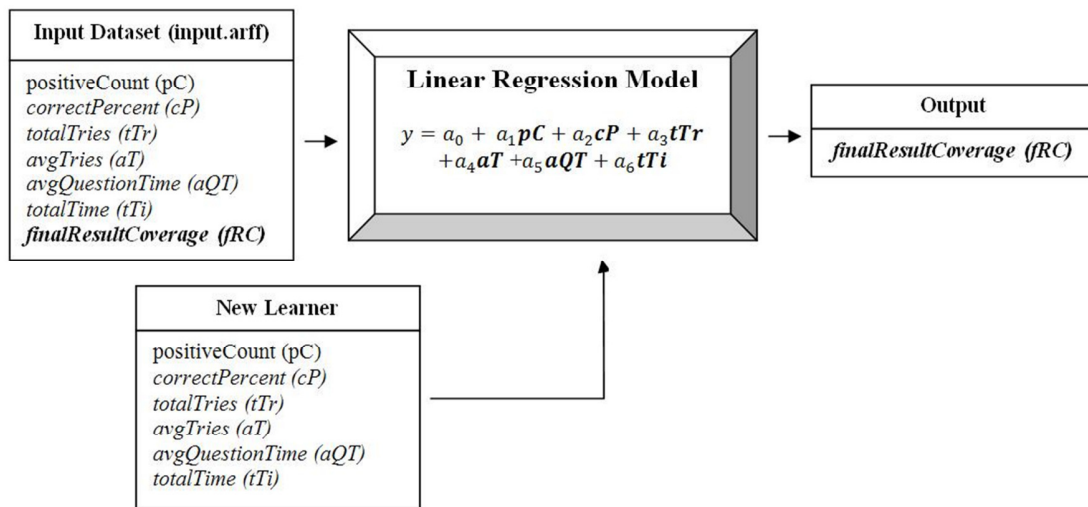 Input Dataset (input.arff)
positiveCount (pC)
correctPercent (cP)
totalTries (tTr)
avgTries (aT)
avgQuestionTime (aQT)
totalTime (tTi)
finalResultCoverage (fRC)
Linear Regression Model
y = a₀ + a₁pC + a₂cP + a₃tTr
+a₄aT +a₅aQT + a₆tTi
Output
finalResultCoverage (fRC)
New Learner
positiveCount (pC)
correctPercent (cP)
totalTries (tTr)
avgTries (aT)
avgQuestionTime (aQT)
totalTime (tTi)